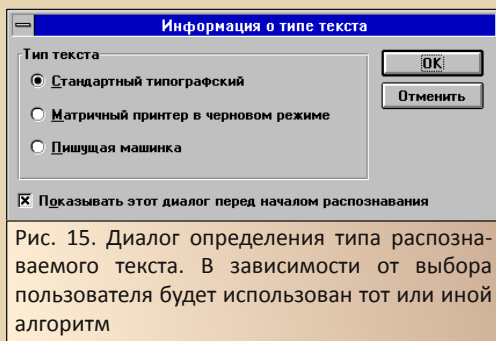 Информация о типе текста
Тип текста
Стандартный типографский
Матричный принтер в черновом режиме
Пишущая машинка
OK
Отменить
Показывать этот диалог перед началом распознавания
Рис. 15. Диалог определения типа распозна-
ваемого текста. В зависимости от выбора
пользователя будет использован тот или иной
алгоритм